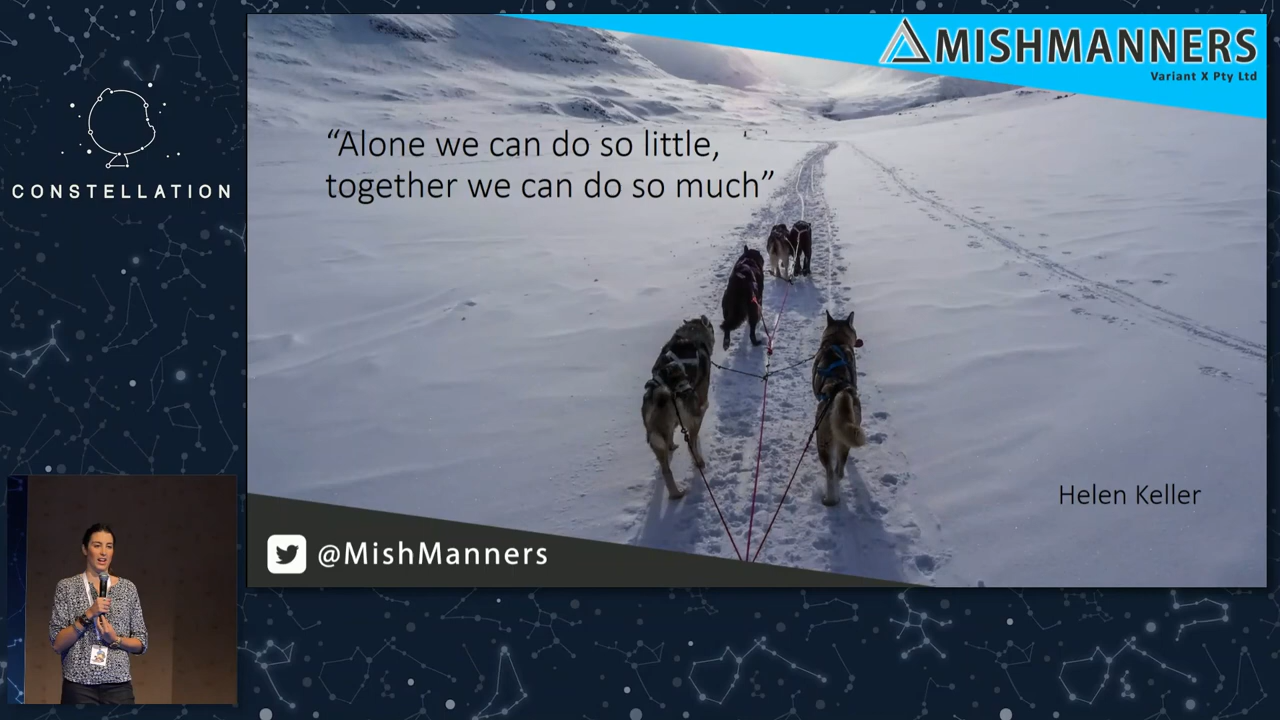 CONSTELLATION
MISHMANNERS
Variant X Pty Ltd
“Alone we can do so little,
together we can do so much”
Helen Keller
@MishManners